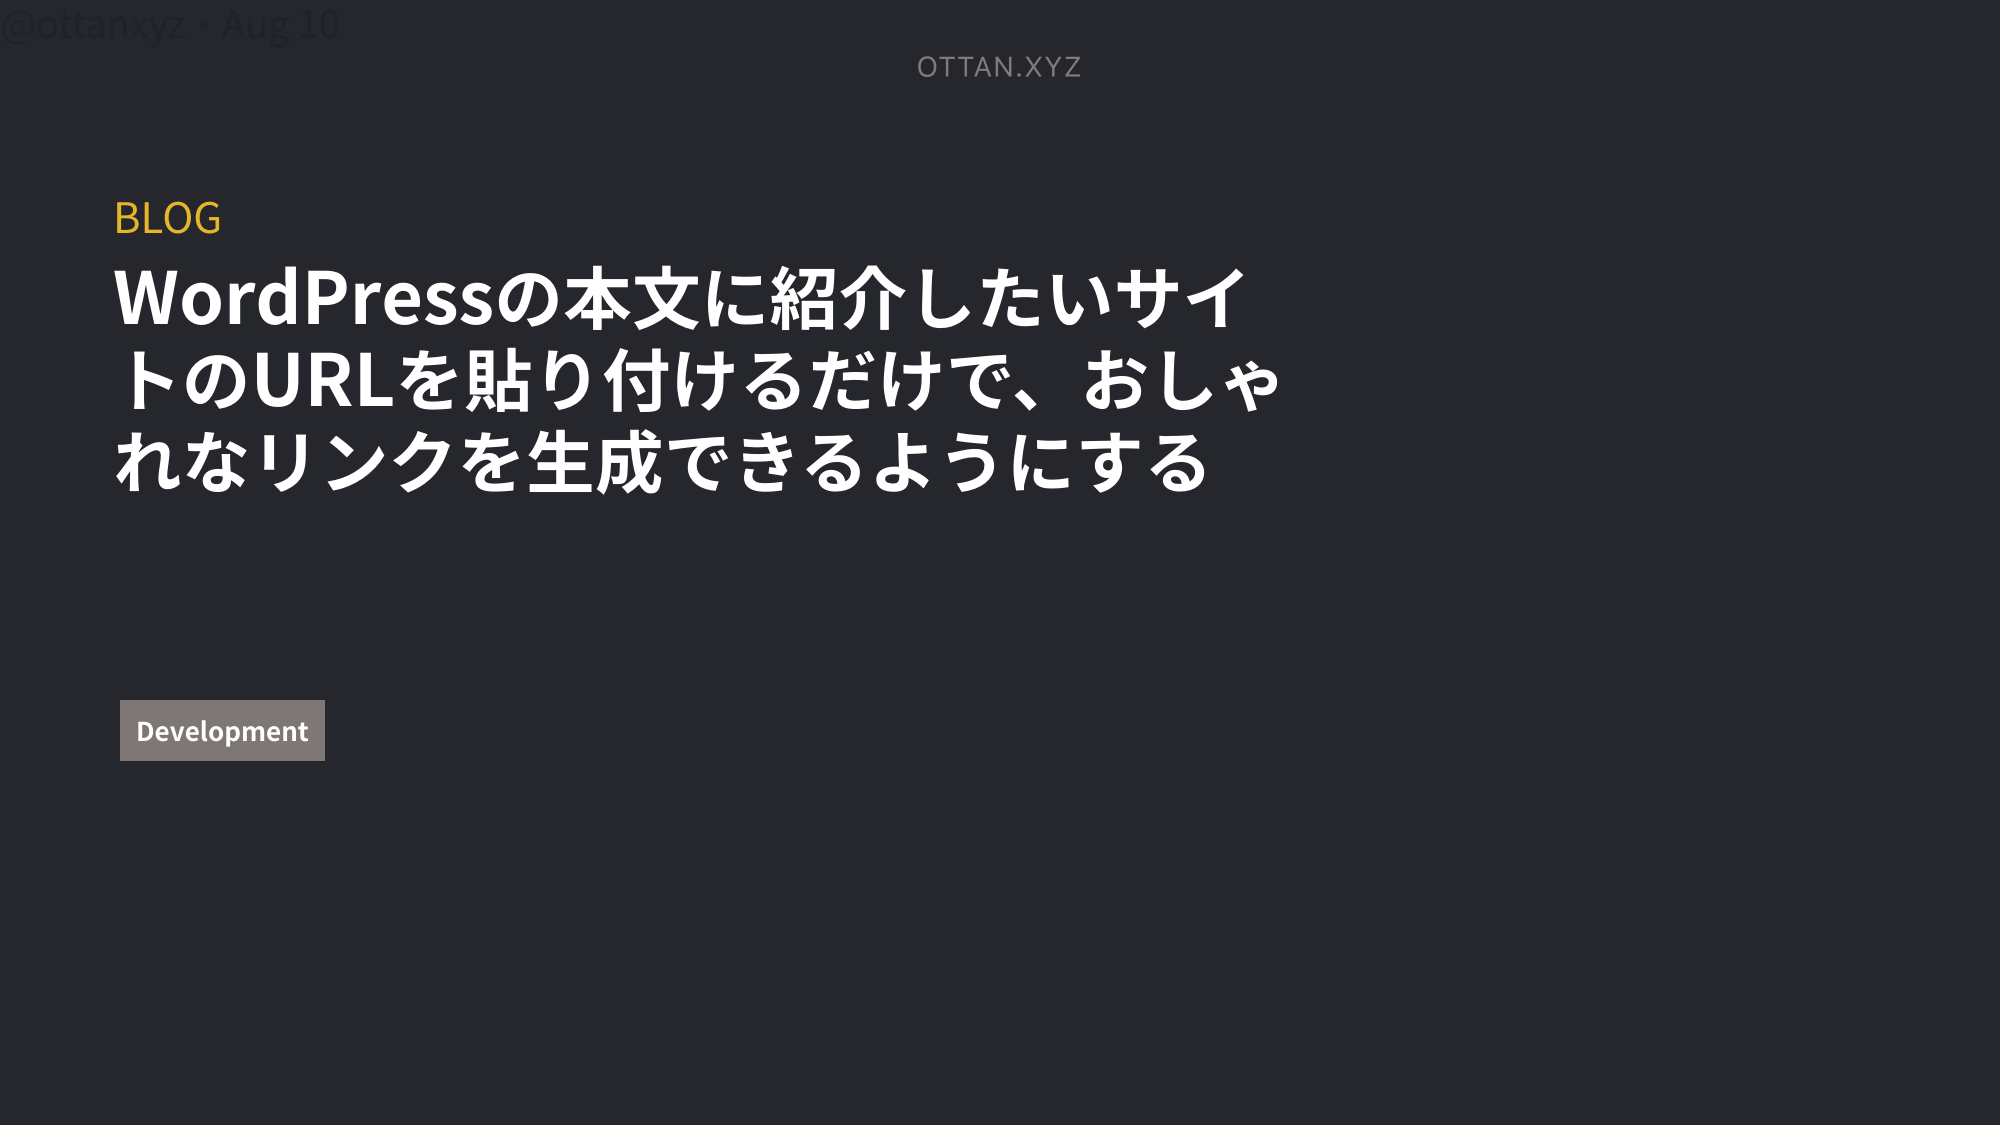 @ottanxyz・Aug 10
OTTAN.XYZ
BLOG
WordPressの本文に紹介したいサイ
トのURLを貼り付けるだけで、おしゃ
れなリンクを生成できるようにする
Development